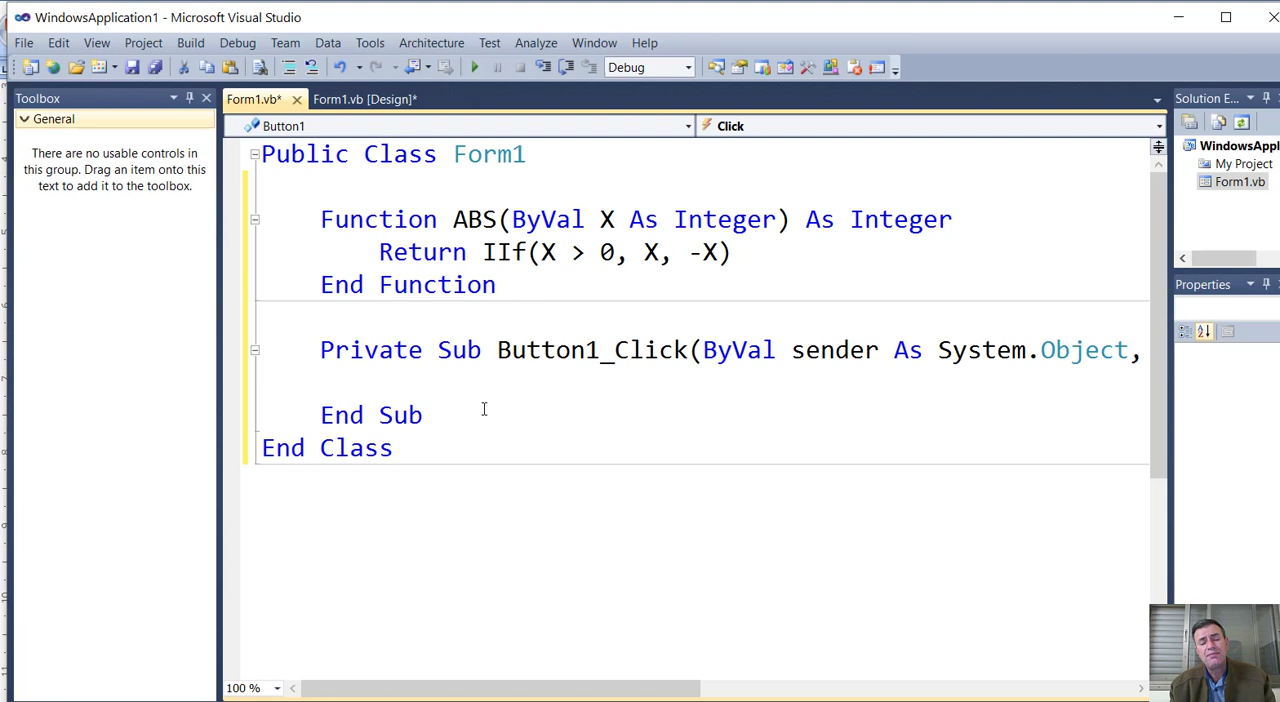 WindowsApplication1 - Microsoft Visual Studio
File Edit View Project Build Debug Team Data Tools Architecture Test Analyze Window Help
Debug
Toolbox
General
There are no usable controls in
this group. Drag an item onto this
text to add it to the toolbox.
Form1.vb*
Form1.vb [Design]*
Button1
Click
Public Class Form1
Function ABS(ByVal X As Integer) As Integer
Return IIf(X > 0, X, -X)
End Function
Private Sub Button1_Click(ByVal sender As System.Object,
End Sub
End Class
100 %
Solution E...
WindowsAppl
My Project
Form1.vb
Properties